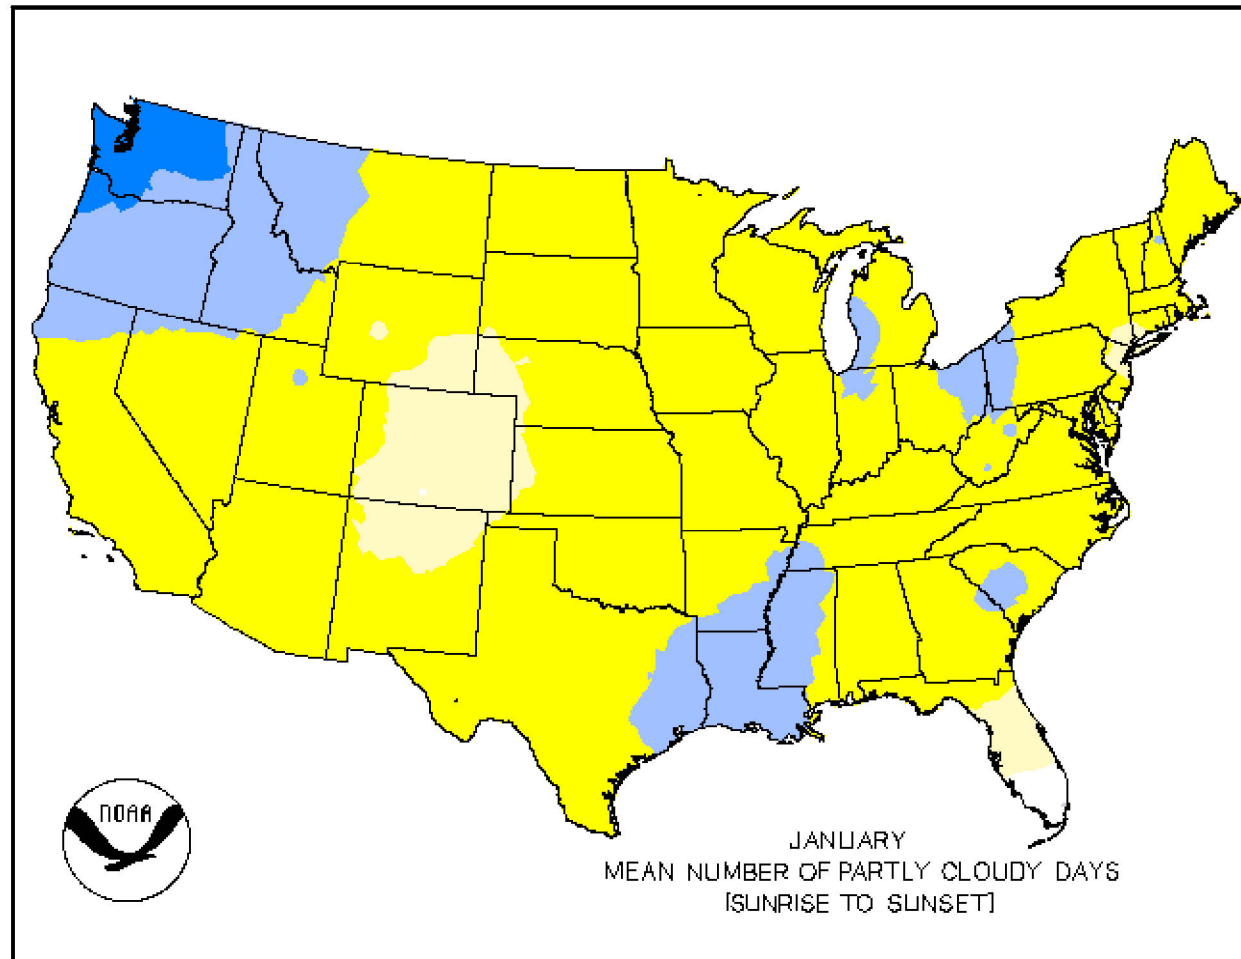 NOAA
JANUARY
MEAN NUMBER OF PARTLY CLOUDY DAYS
[SUNRISE TO SUNSET]